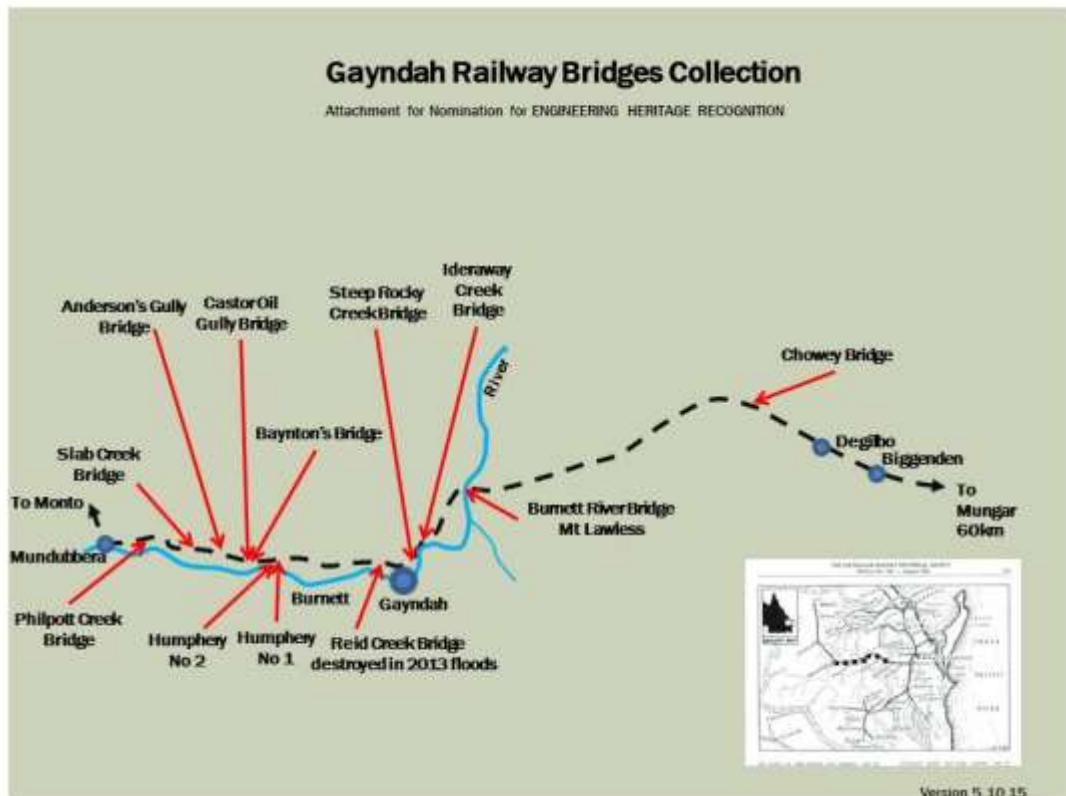 Gayndah Railway Bridges Collection
Attachment for Nomination for ENGINEERING HERITAGE RECOGNITION
Anderson's Gully
Bridge
Castor Oil
Gully Bridge
Steep Rocky
Creek Bridge
Ideraway
Creek
Bridge
River
Chowey Bridge
Slab Creek
Bridge
Baynton's Bridge
Degilbo
Biggenden
To Monto
Burnett River Bridge
Mt Lawless
To
Mungar
60km
Mundubbera
Burnett
Gayndah
Philpott Creek
Bridge
Humphery
No 2
Humphery
No 1
Reid Creek Bridge
destroyed in 2013 floods
Version 5.10.15